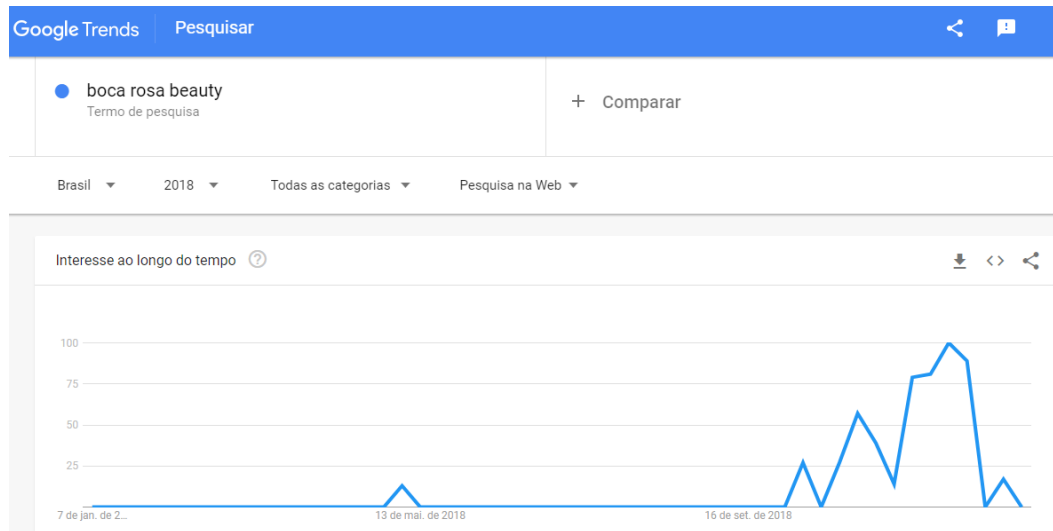 Google Trends Pesquisar
boca rosa beauty
Termo de pesquisa
+ Comparar
Brasil 2018 Todas as categorias Pesquisa na Web
Interesse ao longo do tempo ?
100
75
50
25
7 de jan. de 2... 13 de mai. de 2018 16 de set. de 2018